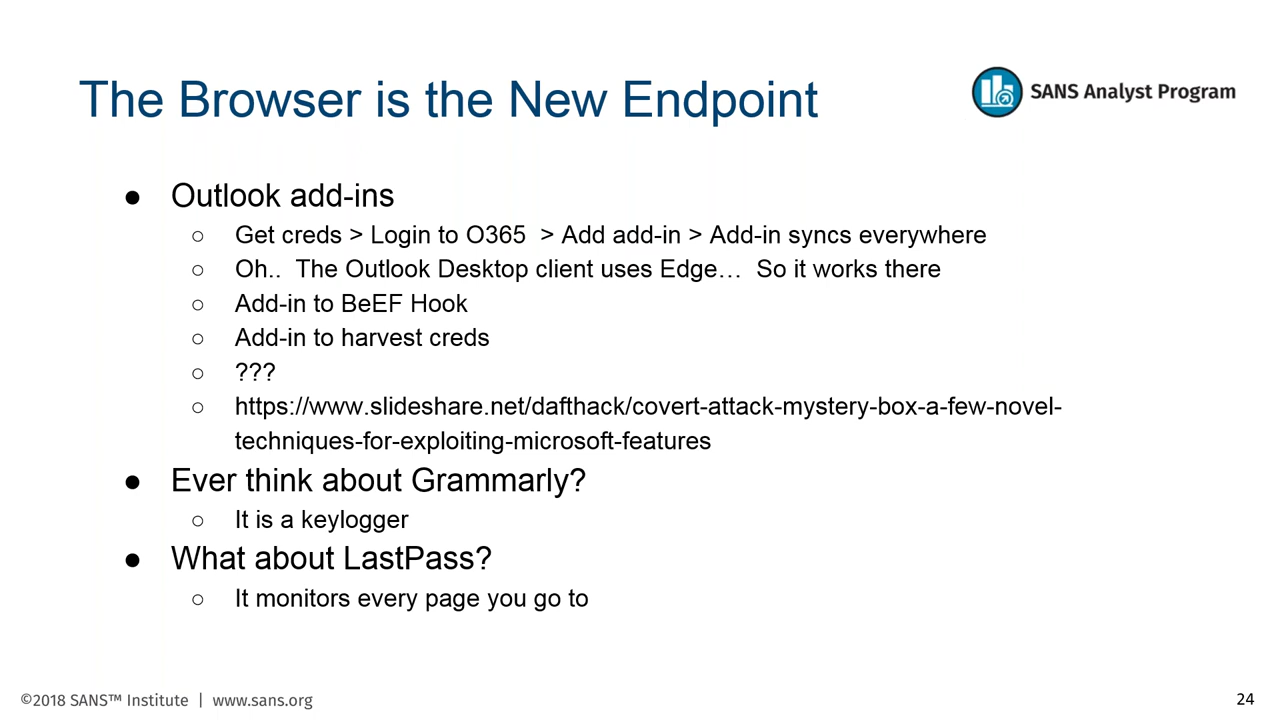 The Browser is the New Endpoint
SANS Analyst Program
● Outlook add-ins
○ Get creds > Login to O365  > Add add-in > Add-in syncs everywhere
○ Oh..  The Outlook Desktop client uses Edge…  So it works there
○ Add-in to BeEF Hook
○ Add-in to harvest creds
○ ???
○ https://www.slideshare.net/dafthack/covert-attack-mystery-box-a-few-novel-
techniques-for-exploiting-microsoft-features
● Ever think about Grammarly?
○ It is a keylogger
● What about LastPass?
○ It monitors every page you go to
©2018 SANS™ Institute | www.sans.org
24